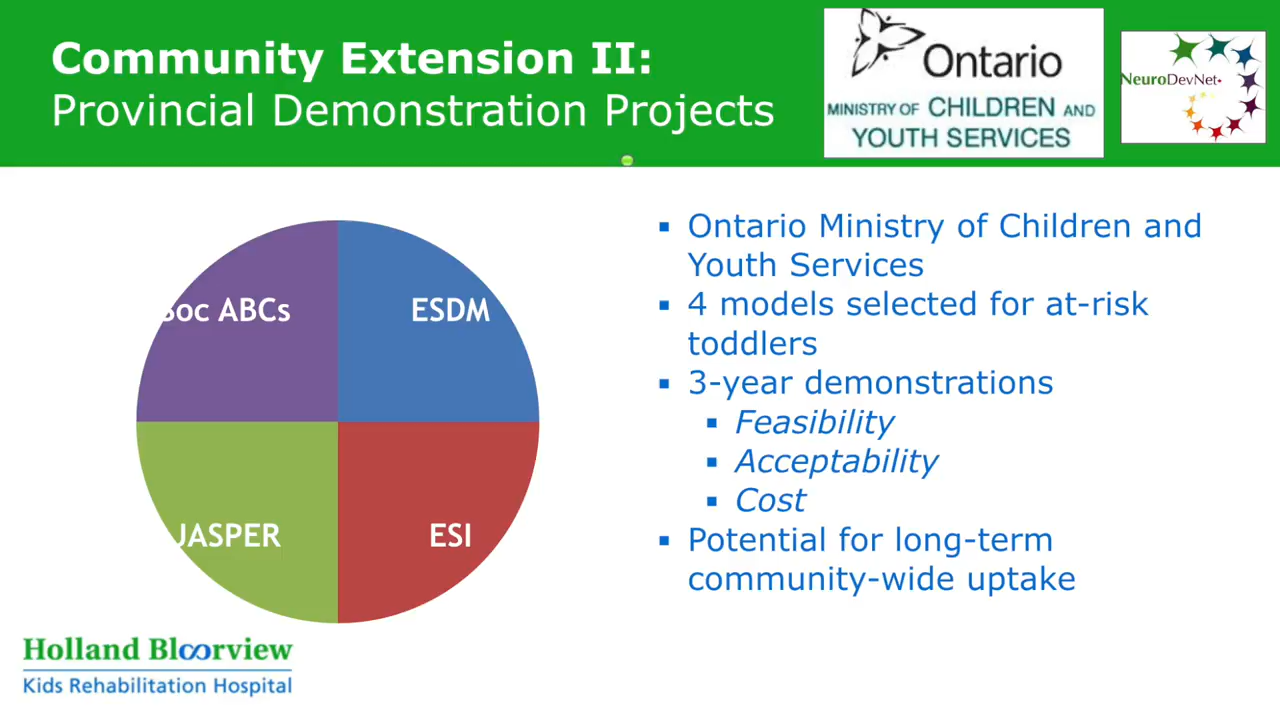 Community Extension II:
Provincial Demonstration Projects
Ontario
MINISTRY OF CHILDREN AND
YOUTH SERVICES
NeuroDevNet
Soc ABCs
ESDM
JASPER
ESI
▪ Ontario Ministry of Children and
Youth Services
▪ 4 models selected for at-risk
toddlers
▪ 3-year demonstrations
▪ Feasibility
▪ Acceptability
▪ Cost
▪ Potential for long-term
community-wide uptake
Holland Bloorview
Kids Rehabilitation Hospital